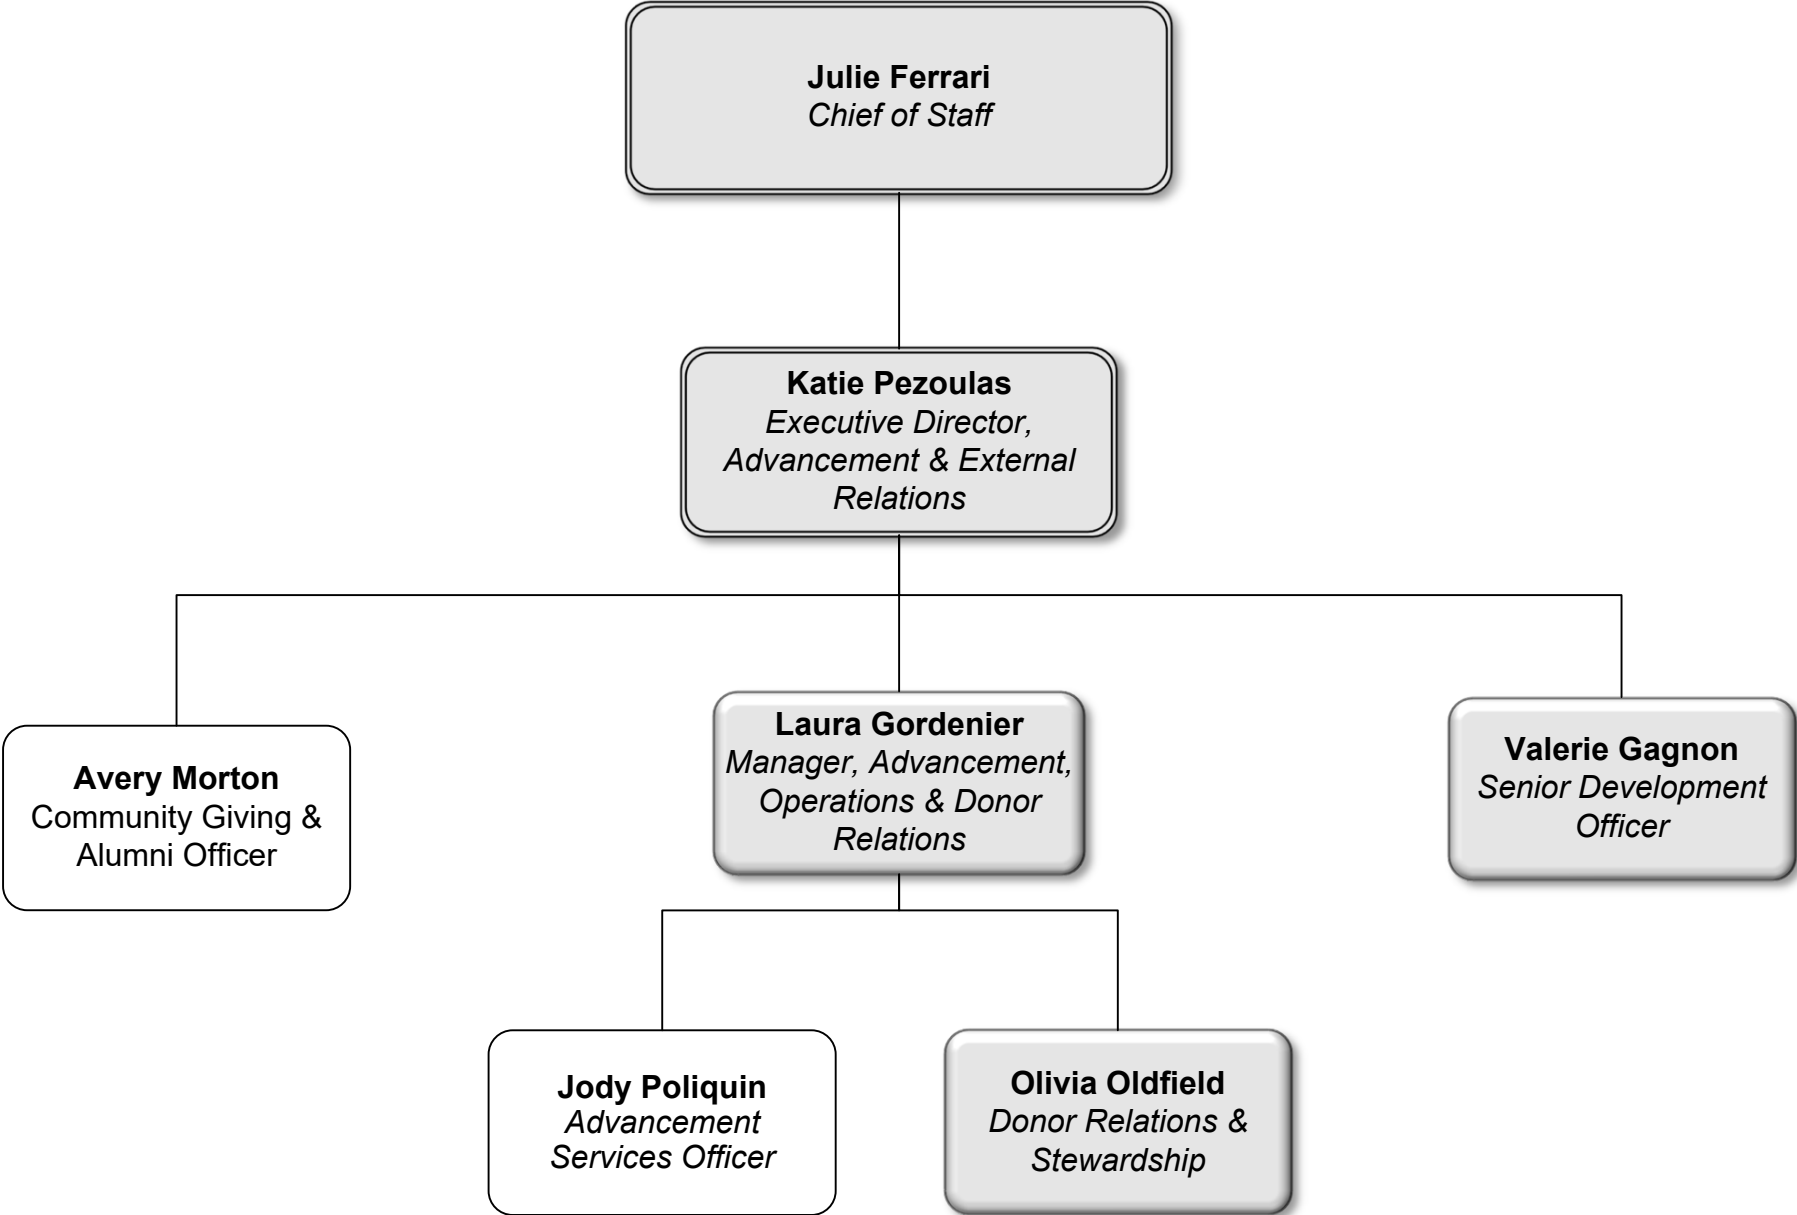 Julie Ferrari
Chief of Staff
Katie Pezoulas
Executive Director,
Advancement & External
Relations
Avery Morton
Community Giving &
Alumni Officer
Laura Gordenier
Manager, Advancement,
Operations & Donor
Relations
Valerie Gagnon
Senior Development
Officer
Jody Poliquin
Advancement
Services Officer
Olivia Oldfield
Donor Relations &
Stewardship